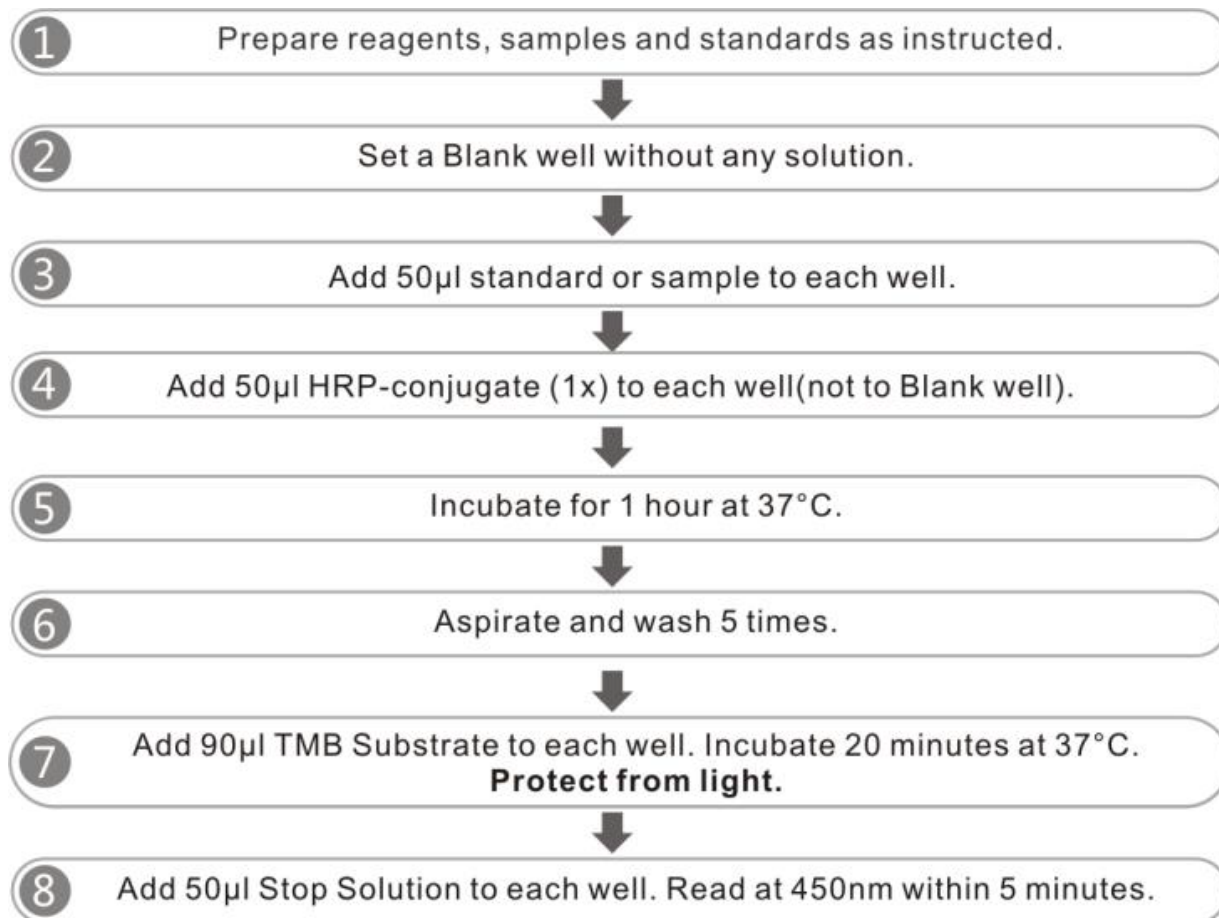 1 Prepare reagents, samples and standards as instructed.
2 Set a Blank well without any solution.
3 Add 50µl standard or sample to each well.
4 Add 50µl HRP-conjugate (1x) to each well(not to Blank well).
5 Incubate for 1 hour at 37°C.
6 Aspirate and wash 5 times.
7 Add 90µl TMB Substrate to each well. Incubate 20 minutes at 37°C.
Protect from light.
8 Add 50µl Stop Solution to each well. Read at 450nm within 5 minutes.